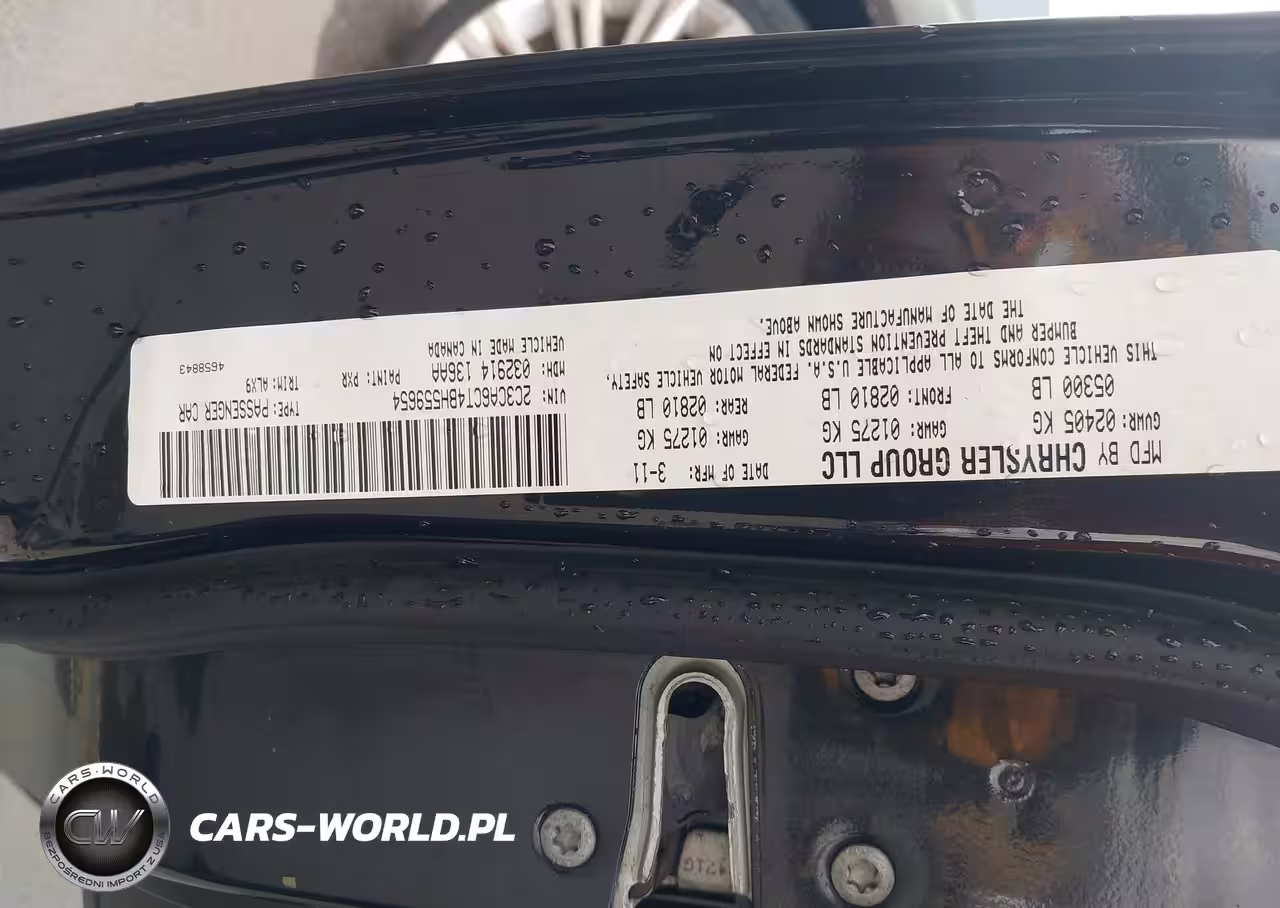 MFD BY CHRYSLER GROUP LLC
DATE OF MFR: 3-11
GVWR: 02405 KG
05300 LB
GAWR: 01275 KG
FRONT: 02810 LB
GAWR: 01275 KG
REAR: 02810 LB
THIS VEHICLE CONFORMS TO ALL APPLICABLE U.S.A. FEDERAL MOTOR VEHICLE SAFETY,
BUMPER AND THEFT PREVENTION STANDARDS IN EFFECT ON
THE DATE OF MANUFACTURE SHOWN ABOVE.
VIN: 2C3CA6CT4BH559654
TYPE: PASSENGER CAR
MDH: 032914 136AA
PAINT: PXR
TRIM: ALX9
VEHICLE MADE IN CANADA
4658843
CARS-WORLD
CW
BEZPOŚREDNI IMPORT Z USA
CARS-WORLD.PL